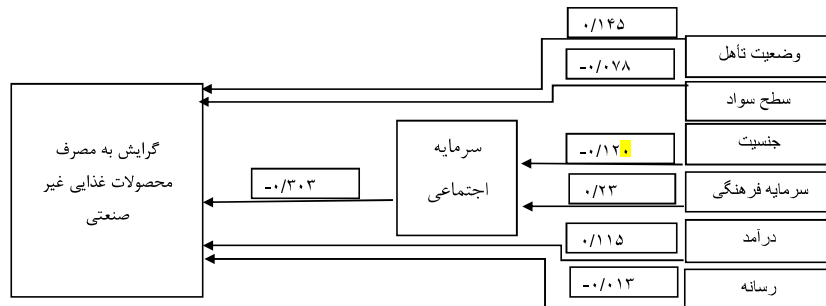 ۰/۱۴۵
وضعیت تأهل
-۰/۰۷۸
سطح سواد
جنسیت
-۰/۱۲۰
سرمایه فرهنگی
۰/۲۳
درآمد
۰/۱۱۵
رسانه
-۰/۰۱۳
سرمایه
اجتماعی
-۰/۳۰۳
گرایش به مصرف
محصولات غذایی غیر
صنعتی